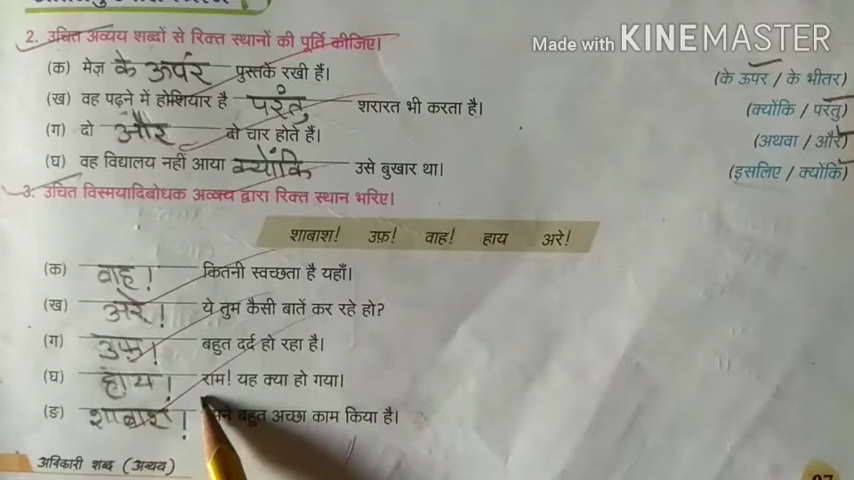 Made with KINEMASTER
2. उचित अव्यय शब्दों से रिक्त स्थानों की पूर्ति कीजिए।
(क) मेज़ के ऊपर पुस्तकें रखी हैं। (के ऊपर / के भीतर)
(ख) वह पढ़ने में होशियार है परंतु शरारत भी करता है। (क्योंकि / परंतु)
(ग) दो और दो चार होते हैं। (अथवा / और)
(घ) वह विद्यालय नहीं आया क्योंकि उसे बुखार था। (इसलिए / क्योंकि)
3. उचित विस्मयादिबोधक अव्यय द्वारा रिक्त स्थान भरिए।
शाबाश! उफ़! वाह! हाय अरे!
(क) वाह! कितनी स्वच्छता है यहाँ।
(ख) अरे! ये तुम कैसी बातें कर रहे हो?
(ग) उफ़! बहुत दर्द हो रहा है।
(घ) हाय! राम! यह क्या हो गया।
(ङ) शाबाश! बहुत अच्छा काम किया है।
अविकारी शब्द (अव्यय)